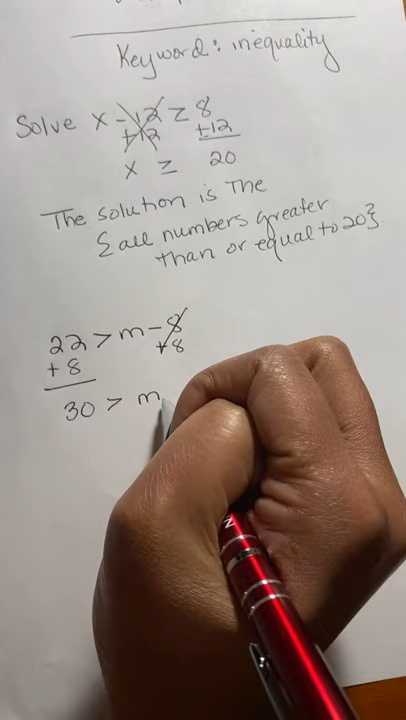 Keyword: inequality
Solve x - 12 ≥ 8
+12 +12
x ≥ 20
The solution is The
{all numbers greater
than or equal to 20}.
22 > m - 8
+ 8 + 8
30 > m
N